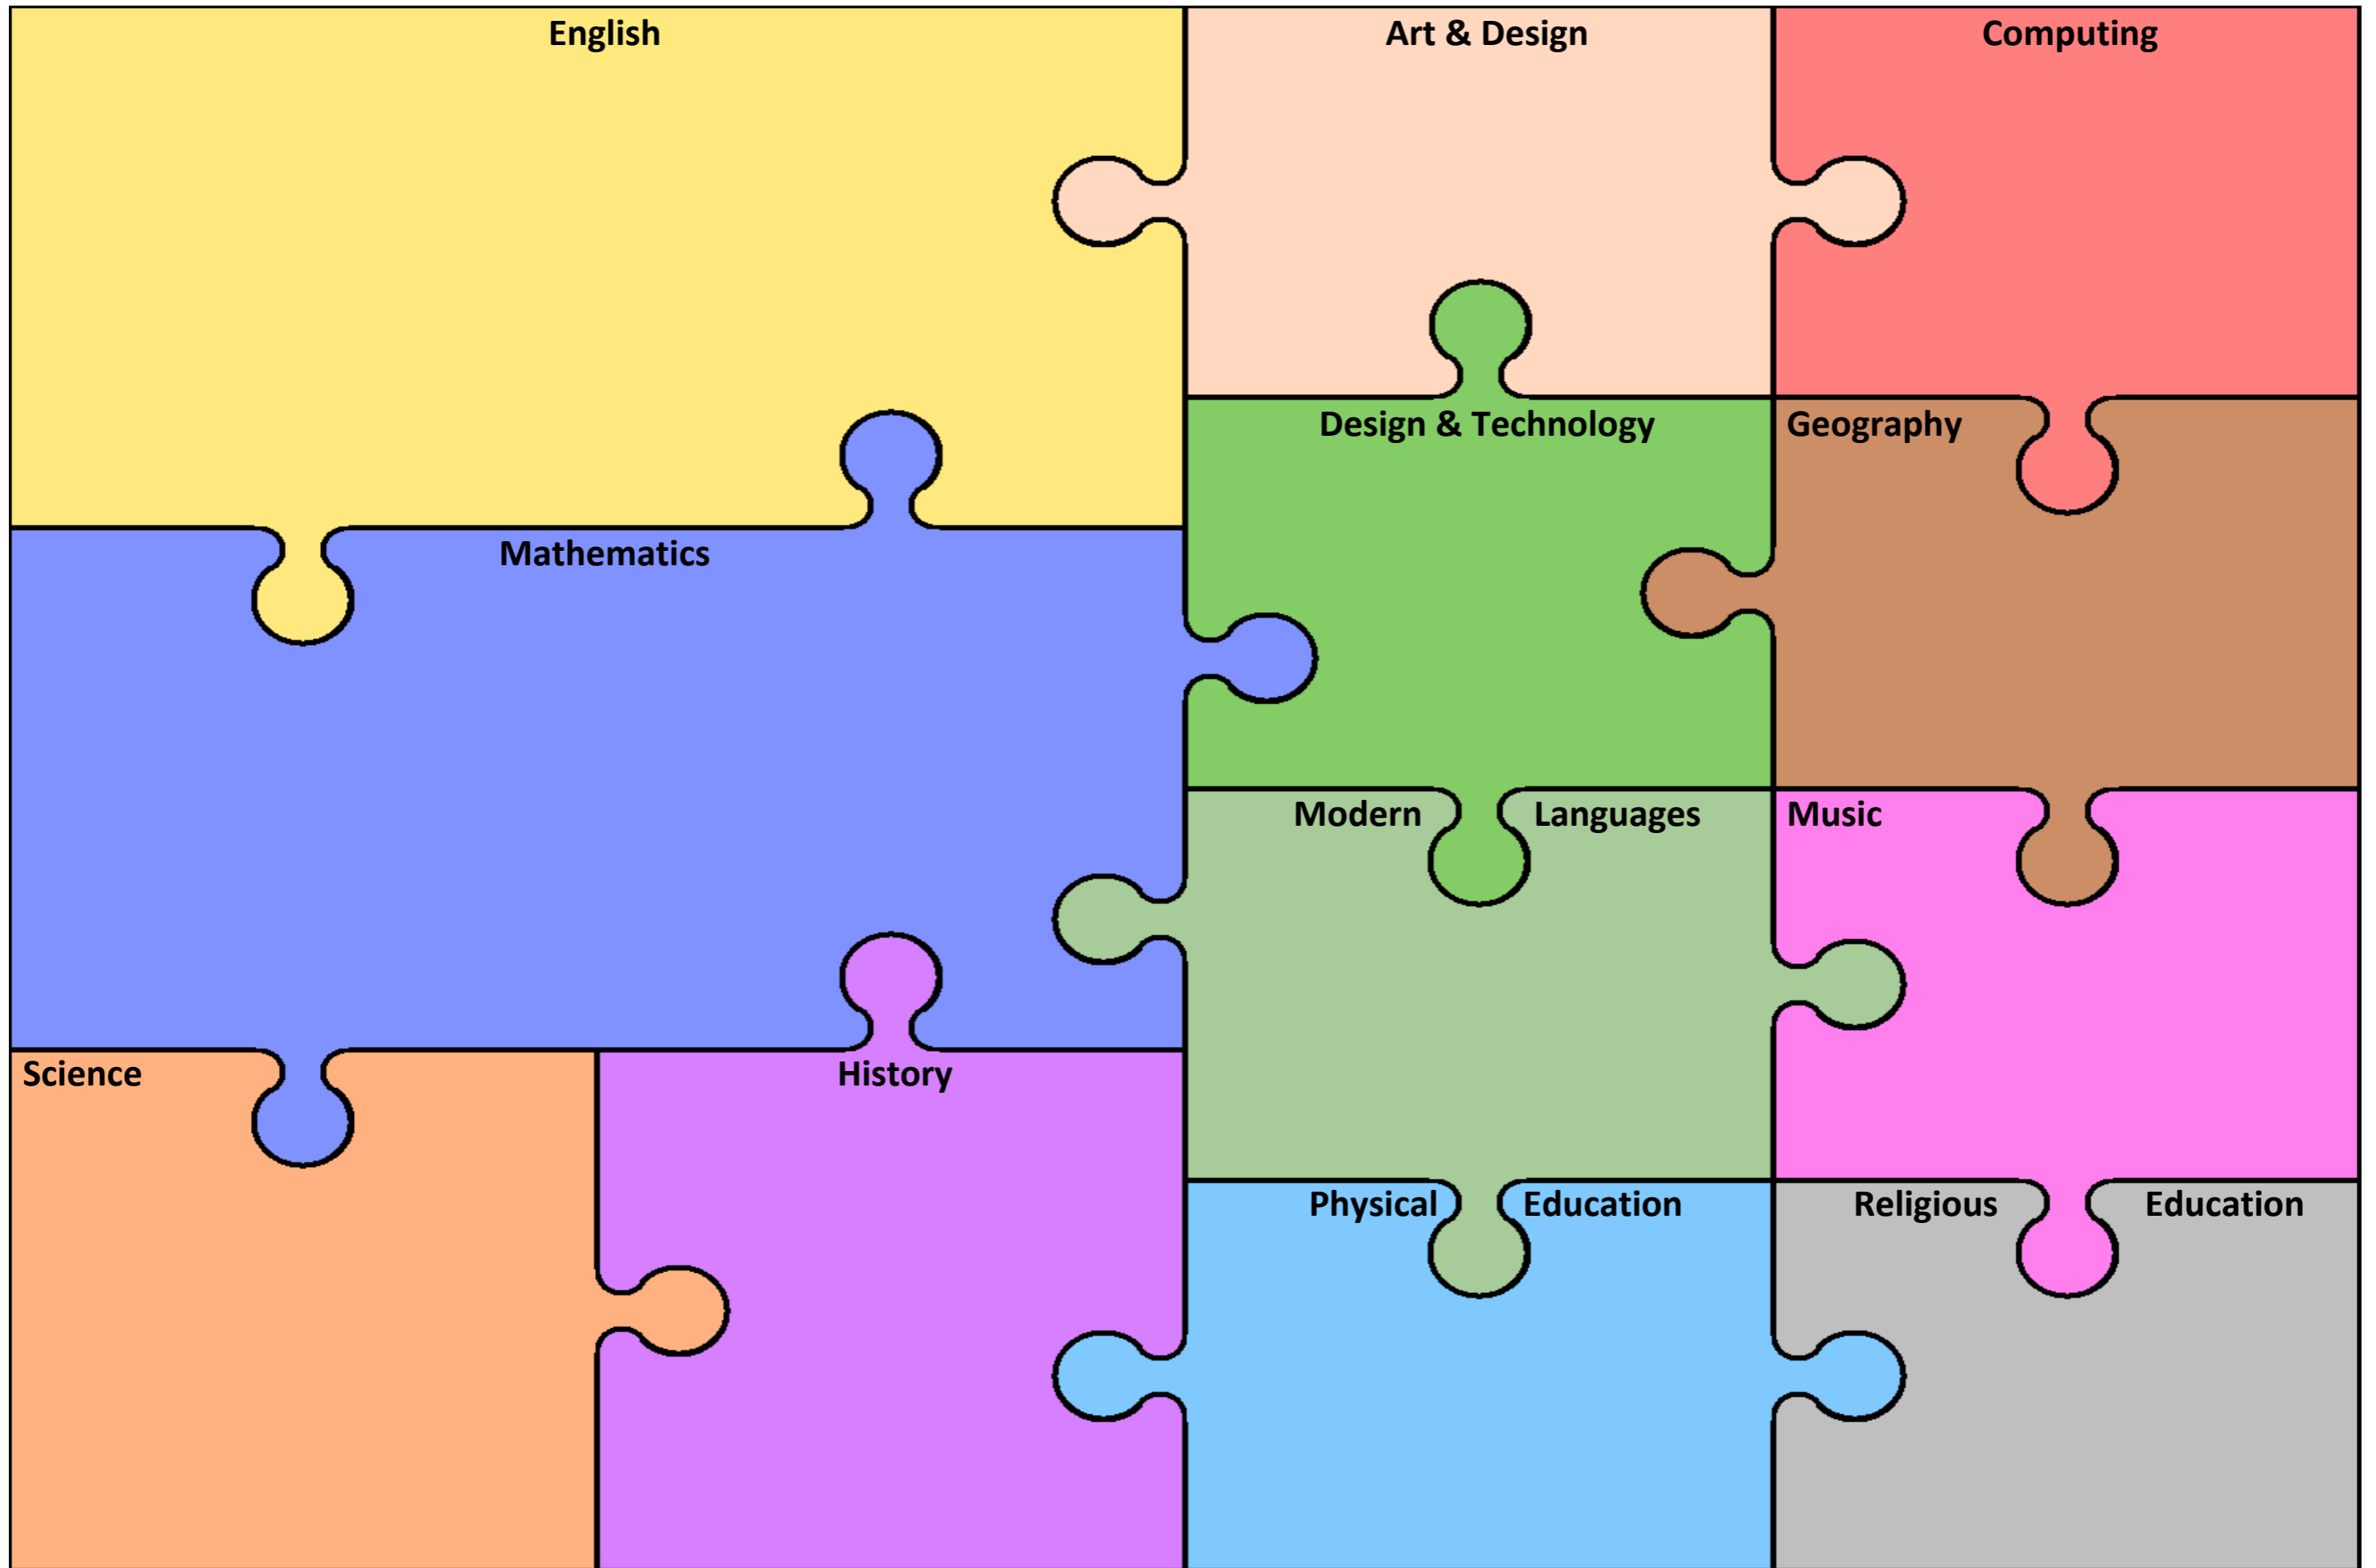 English
Art & Design
Computing
Design & Technology
Geography
Mathematics
Modern Languages
Music
Science
History
Physical Education
Religious Education